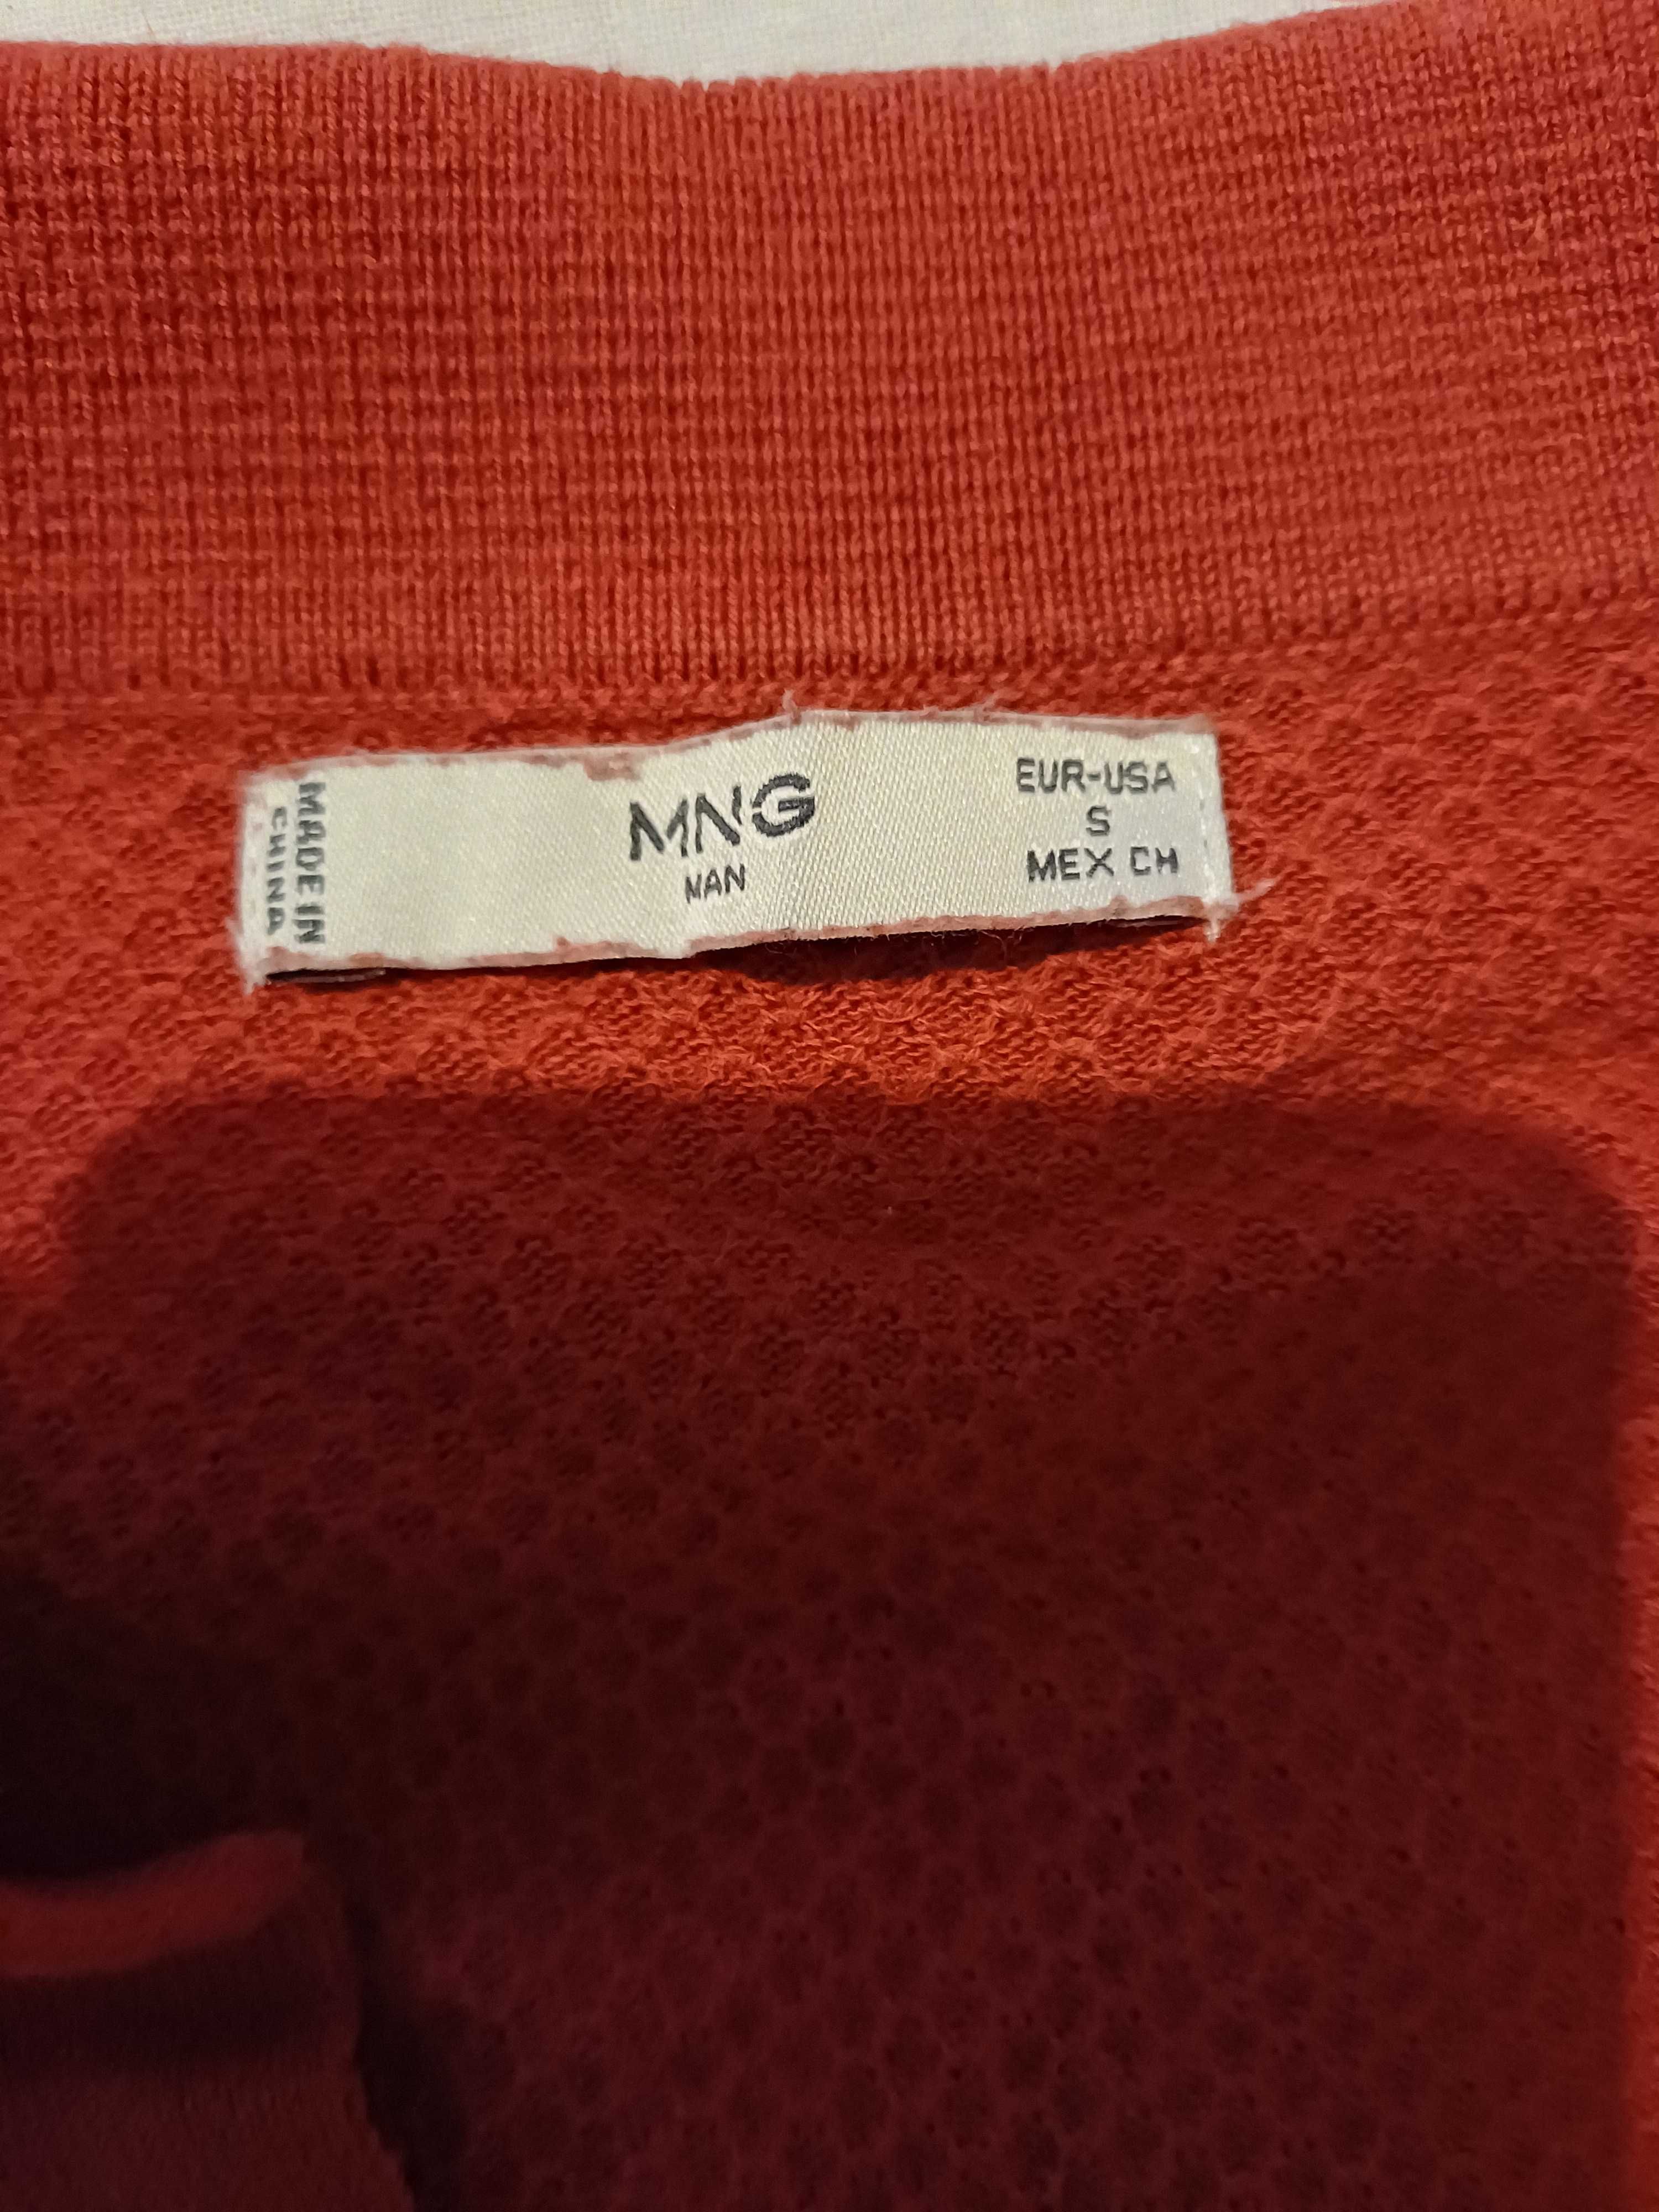 MADE IN
CHINA
MNG
MAN
EUR-USA
S
MEX CH